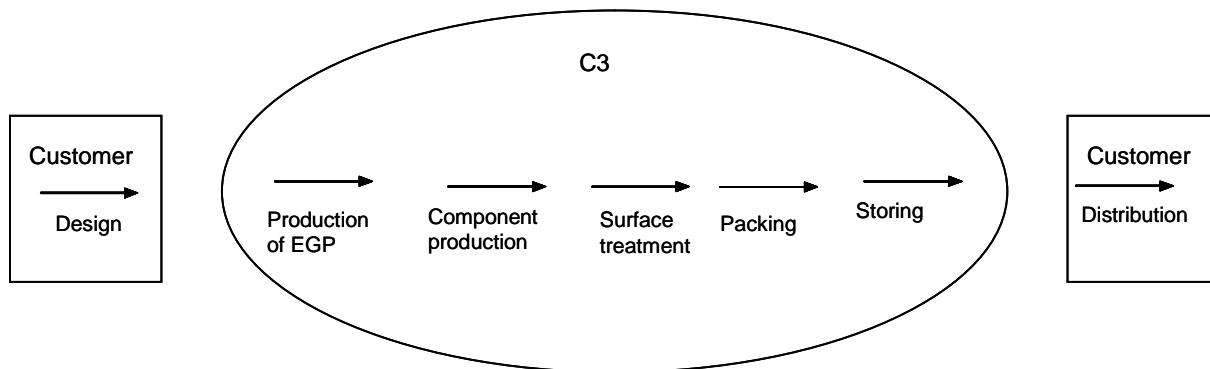 C3
Customer
Design
Production
of EGP
Component
production
Surface
treatment
Packing
Storing
Customer
Distribution